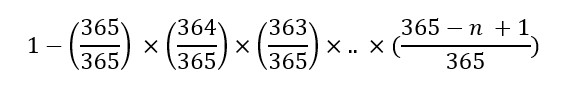 1 − (365/365) × (364/365) × (363/365) × .. × (365 − n + 1/365)